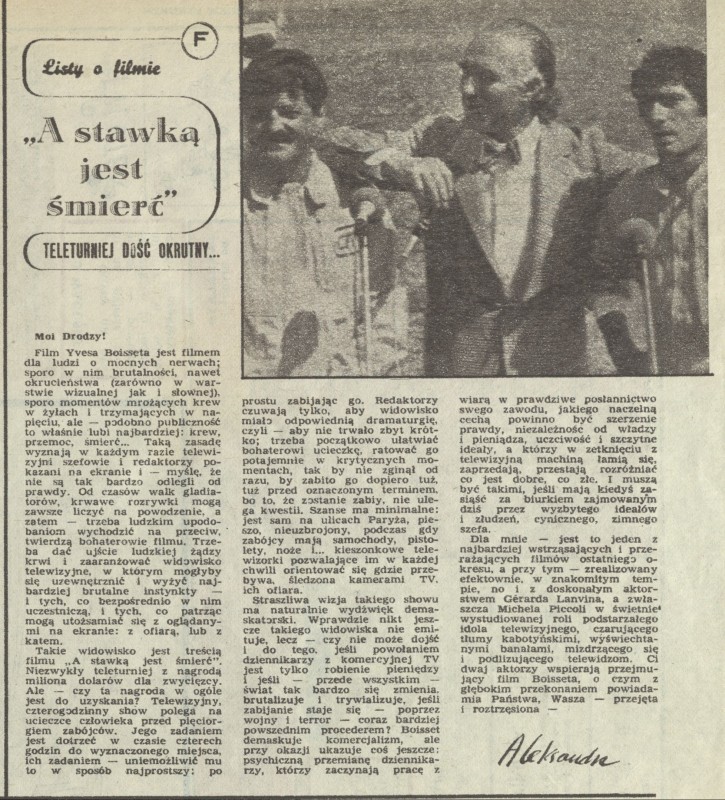 F
Listy o filmie
„A stawką
jest
śmierć”
TELETURNIEJ DOŚĆ OKRUTNY...
Moi Drodzy!
Film Yvesa Boisseta jest filmem
dla ludzi o mocnych nerwach;
sporo w nim brutalności, nawet
okrucieństwa (zarówno w war-
stwie wizualnej jak i słownej),
sporo momentów mrożących krew
w żyłach i trzymających w na-
pięciu, ale — podobno publiczność
to właśnie lubi najbardziej: krew,
przemoc, śmierć... Taką zasadę
wyznają w każdym razie telewi-
zyjni szefowie i redaktorzy po-
kazani na ekranie i — myślę, że
nie są tak bardzo odlegli od
prawdy. Od czasów walk gladia-
torów, krwawe rozrywki mogą
zawsze liczyć na powodzenie, a
zatem — trzeba ludzkim upodo-
baniom wychodzić na przeciw,
twierdzą bohaterowie filmu. Trze-
ba dać ujście ludzkiej żądzy
krwi i zaaranżować widowisko
telewizyjne, w którym mogłyby
się uzewnętrznić i wyżyć naj-
bardziej brutalne instynkty —
i tych, co bezpośrednio w nim
uczestniczą, i tych, co patrząc
mogą utożsamiać się z oglądany-
mi na ekranie: z ofiarą, lub z
katem.
Takie widowisko jest treścią
filmu „A stawką jest śmierć”.
Niezwykły teleturniej z nagrodą
miliona dolarów dla zwycięzcy.
Ale — czy ta nagroda w ogóle
jest do uzyskania? Telewizyjny,
czterogodzinny show polega na
ucieczce człowieka przed pięcior-
giem zabójców. Jego zadaniem
jest dotrzeć w czasie czterech
godzin do wyznaczonego miejsca,
ich zadaniem — uniemożliwić mu
to w sposób najprostszy: po
prostu zabijając go. Redaktorzy
czuwają tylko, aby widowisko
miało odpowiednią dramaturgię,
czyli — aby nie trwało zbyt krót-
ko; trzeba początkowo ułatwiać
bohaterowi ucieczkę, ratować go
potajemnie w krytycznych mo-
mentach, tak by nie zginął od
razu, by zabito go dopiero tuż,
tuż przed oznaczonym terminem,
bo to, że zostanie zabity, nie ule-
ga kwestii. Szanse ma minimalne:
jest sam na ulicach Paryża, pie-
szo, nieuzbrojony, podczas gdy
zabójcy mają samochody, pisto-
lety, noże i... kieszonkowe tele-
wizorki pozwalające im w każdej
chwili orientować się gdzie prze-
bywa, śledzona kamerami TV,
ich ofiara.
Straszliwa wizja takiego showu
ma naturalnie wydźwięk dema-
skatorski. Wprawdzie nikt jesz-
cze takiego widowiska nie emi-
tuje, lecz — czy nie może dojść
i do tego, jeśli powołaniem
dziennikarzy z komercyjnej TV
jest tylko robienie pieniędzy
i jeśli — przede wszystkim —
świat tak bardzo się zmienia,
brutalizuje i trywializuje, jeśli
zabijanie staje się — poprzez
wojny i terror — coraz bardziej
powszednim procederem? Boisset
demaskuje komercjalizm, ale
przy okazji ukazuje coś jeszcze:
psychiczną przemianę dziennika-
rzy, którzy zaczynają pracę z
wiarą w prawdziwe posłannictwo
swego zawodu, jakiego naczelną
cechą powinno być szerzenie
prawdy, niezależność od władzy
i pieniądza, uczciwość i szczytne
ideały, a którzy w zetknięciu z
telewizyjną machiną łamią się,
zaprzedają, przestają rozróżniać
co jest dobre, co złe. I muszą
być takimi, jeśli mają kiedyś za-
siąść za biurkiem zajmowanym
dziś przez wyzbytego ideałów
i złudzeń, cynicznego, zimnego
szefa.
Dla mnie — jest to jeden z
najbardziej wstrząsających i prze-
rażających filmów ostatniego o-
kresu, a przy tym — zrealizowany
efektownie, w znakomitym tem-
pie, no i z doskonałym aktor-
stwem Gérarda Lanvina, a zwła-
szcza Michela Piccoli w świetnie
wystudiowanej roli podstarzałego
idola telewizyjnego, czarującego
tłumy kabotyńskimi, wyświechta-
nymi banałami, mizdrzącego się
i podlizującego telewidzom. Ci
dwaj aktorzy wspierają przejmu-
jący film Boisseta, o czym z
głębokim przekonaniem powiada-
mia Państwa, Wasza — przejęta
i roztrzęsiona —
Aleksandra